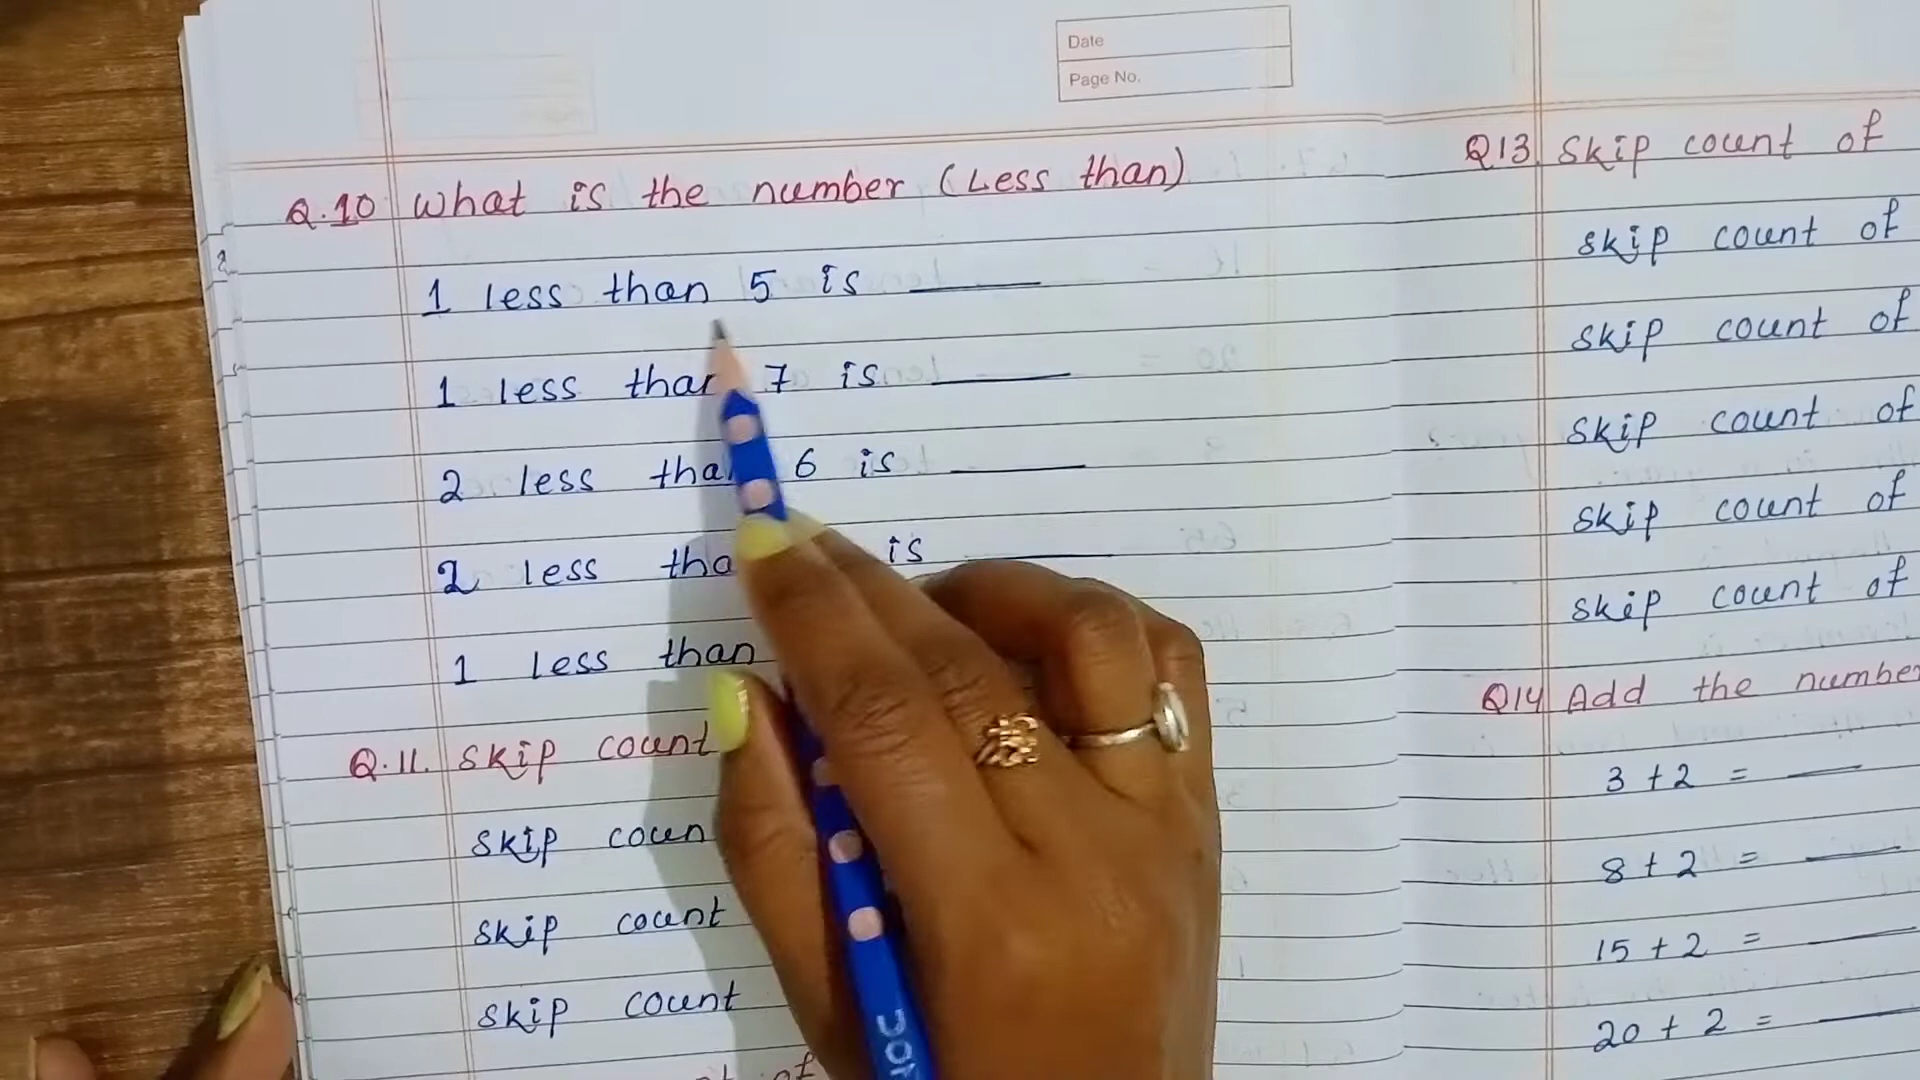 Date
Page No.
Q.10 What is the number (Less than)
1 less than 5 is
1 less than 7 is
2 less than 6 is
2 less is
1 less than
Q.11. Skip count
skip
skip count
skip count
of
Q13. Skip count of
skip count of
skip count of
skip count of
skip count of
skip count of
Q14 Add the number
3 + 2 =
8 + 2 =
15 + 2 =
20 + 2 =